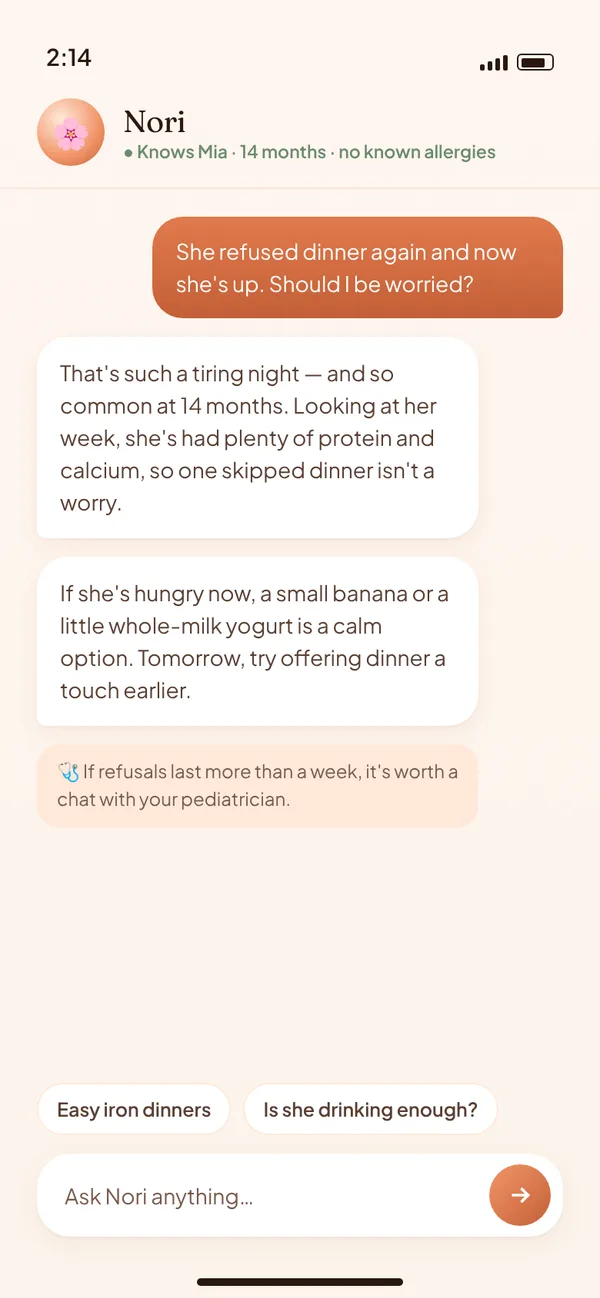 2:14
Nori
• Knows Mia · 14 months · no known allergies
She refused dinner again and now
she's up. Should I be worried?
That's such a tiring night — and so
common at 14 months. Looking at her
week, she's had plenty of protein and
calcium, so one skipped dinner isn't a
worry.
If she's hungry now, a small banana or a
little whole-milk yogurt is a calm
option. Tomorrow, try offering dinner a
touch earlier.
🩺 If refusals last more than a week, it's worth a
chat with your pediatrician.
Easy iron dinners
Is she drinking enough?
Ask Nori anything…